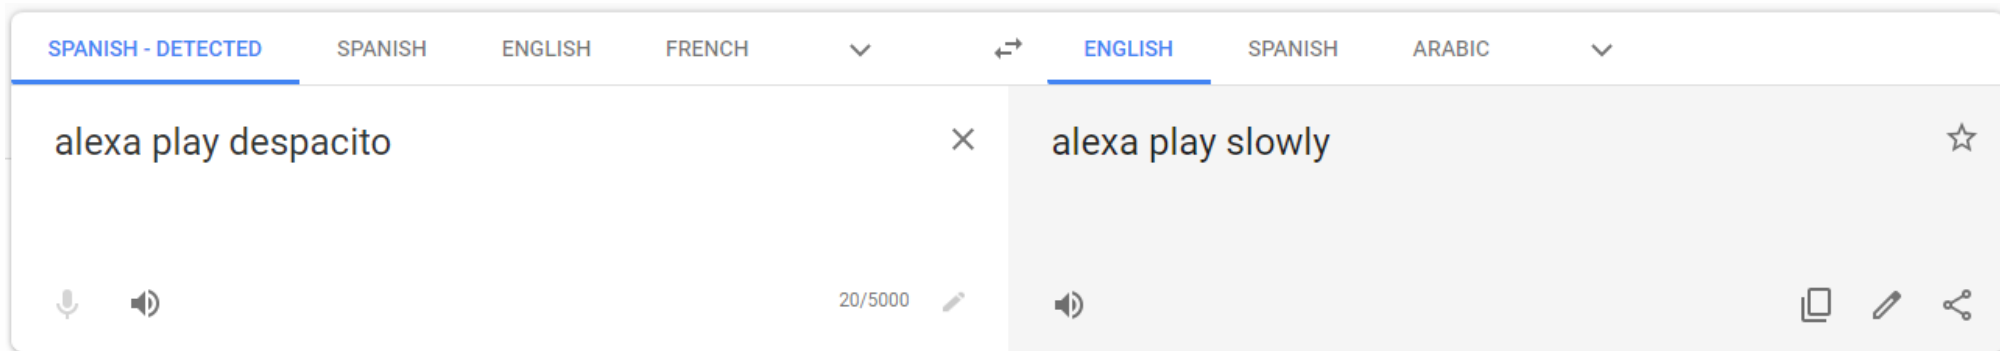 SPANISH - DETECTED SPANISH ENGLISH FRENCH ENGLISH SPANISH ARABIC
alexa play despacito
alexa play slowly
20/5000